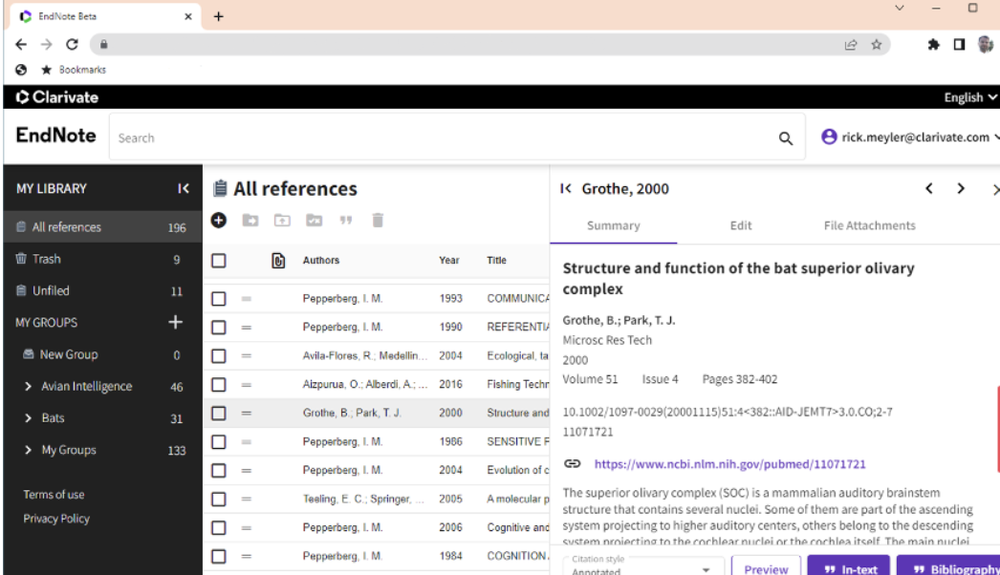 EndNote Beta
Bookmarks
Clarivate
English
EndNote
Search
rick.meyler@clarivate.com
MY LIBRARY
All references 196
Trash 9
Unfiled 11
MY GROUPS
New Group 0
Avian Intelligence 46
Bats 31
My Groups 133
Terms of use
Privacy Policy
All references
Authors Year Title
Pepperberg, I. M. 1993 COMMUNICA
Pepperberg, I. M. 1990 REFERENTIA
Avila-Flores, R.; Medellin... 2004 Ecological, ta
Aizpurua, O.; Alberdi, A.; ... 2016 Fishing Techn
Grothe, B.; Park, T. J. 2000 Structure and
Pepperberg, I. M. 1986 SENSITIVE F
Pepperberg, I. M. 2004 Evolution of c
Teeling, E. C.; Springer, ... 2005 A molecular p
Pepperberg, I. M. 2006 Cognitive and
Pepperberg, I. M. 1984 COGNITION
Grothe, 2000
Summary Edit File Attachments
Structure and function of the bat superior olivary
complex
Grothe, B.; Park, T. J.
Microsc Res Tech
2000
Volume 51 Issue 4 Pages 382-402
10.1002/1097-0029(20001115)51:4<382::AID-JEMT7>3.0.CO;2-7
11071721
https://www.ncbi.nlm.nih.gov/pubmed/11071721
The superior olivary complex (SOC) is a mammalian auditory brainstem
structure that contains several nuclei. Some of them are part of the ascending
system projecting to higher auditory centers, others belong to the descending
system projecting to the cochlear nuclei or the cochlea itself. The main nuclei
Citation style
Annotated
Preview
In-text
Bibliography